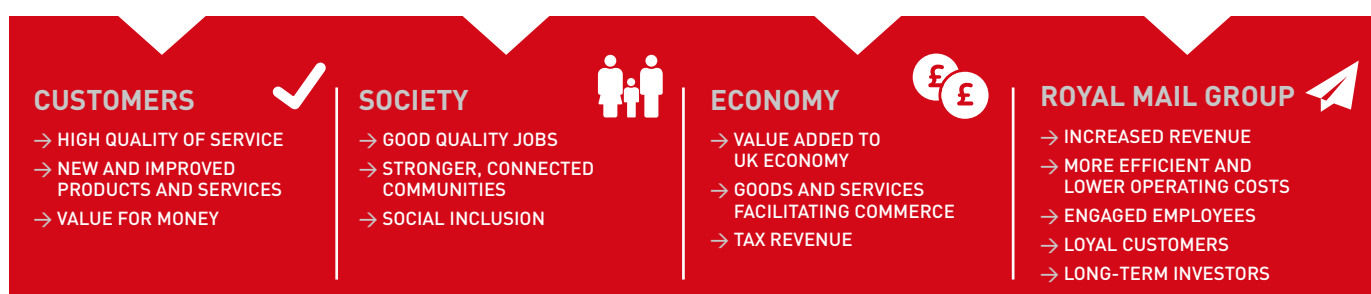 CUSTOMERS
→ HIGH QUALITY OF SERVICE
→ NEW AND IMPROVED
PRODUCTS AND SERVICES
→ VALUE FOR MONEY
SOCIETY
→ GOOD QUALITY JOBS
→ STRONGER, CONNECTED
COMMUNITIES
→ SOCIAL INCLUSION
£ £
ECONOMY
→ VALUE ADDED TO
UK ECONOMY
→ GOODS AND SERVICES
FACILITATING COMMERCE
→ TAX REVENUE
ROYAL MAIL GROUP
→ INCREASED REVENUE
→ MORE EFFICIENT AND
LOWER OPERATING COSTS
→ ENGAGED EMPLOYEES
→ LOYAL CUSTOMERS
→ LONG-TERM INVESTORS